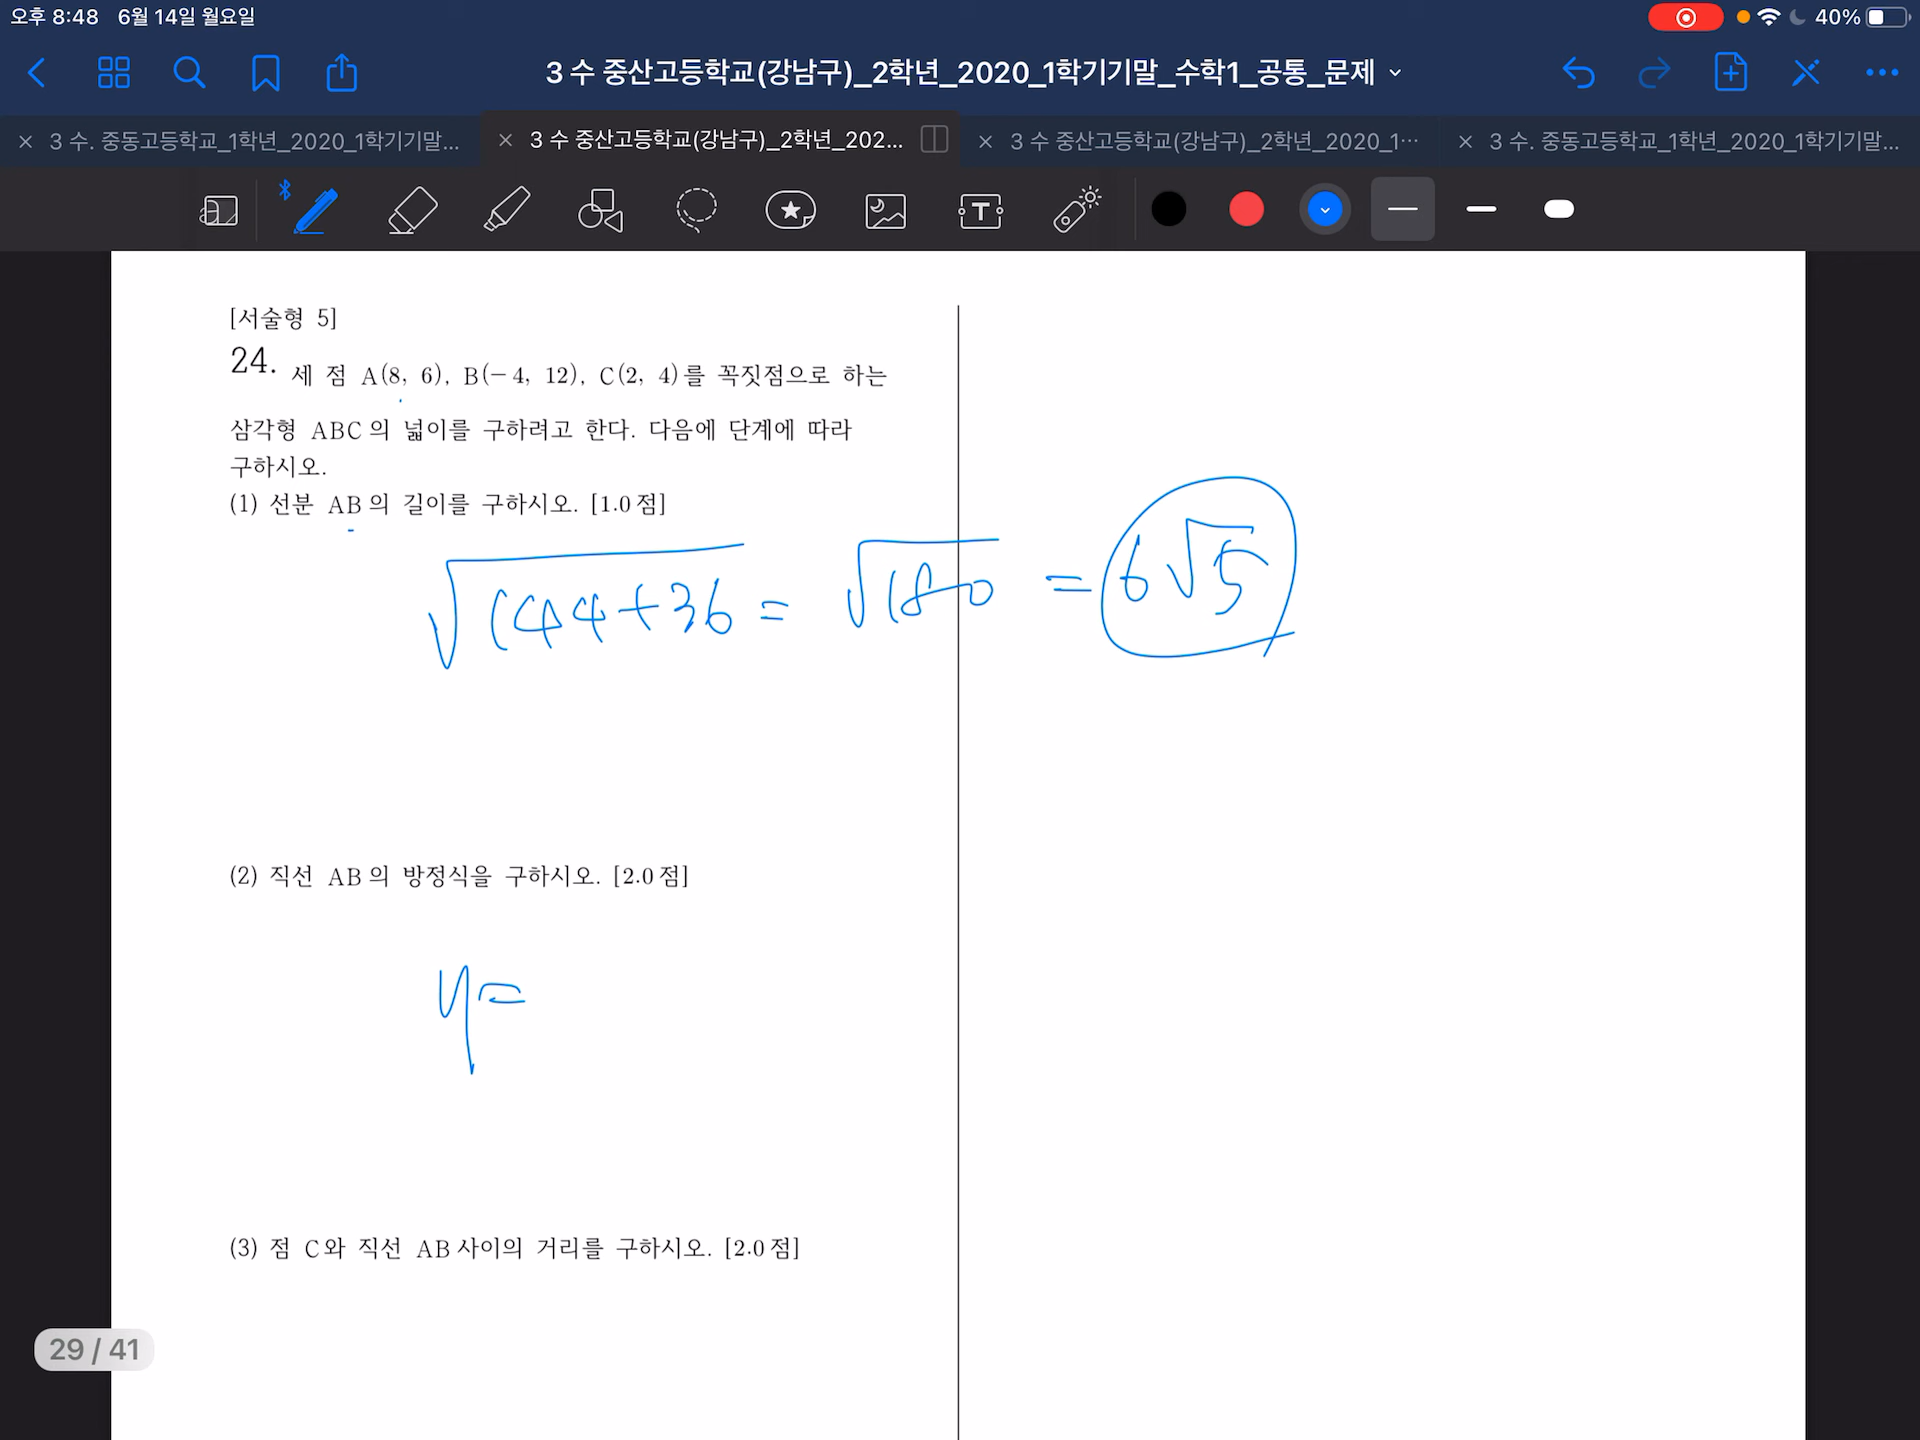 오후 8:48 6월 14일 월요일
40%
3 수 중산고등학교(강남구)_2학년_2020_1학기기말_수학1_공통_문제
3 수. 중동고등학교_1학년_2020_1학기기말... 3 수 중산고등학교(강남구)_2학년_202... 3 수 중산고등학교(강남구)_2학년_2020_1... 3 수. 중동고등학교_1학년_2020_1학기기말...
[서술형 5]
24. 세 점 A(8, 6), B(-4, 12), C(2, 4)를 꼭짓점으로 하는
삼각형 ABC의 넓이를 구하려고 한다. 다음에 단계에 따라
구하시오.
(1) 선분 AB의 길이를 구하시오. [1.0점]
√144+36 = √180 = 6√5
(2) 직선 AB의 방정식을 구하시오. [2.0점]
y=
(3) 점 C와 직선 AB사이의 거리를 구하시오. [2.0점]
29 / 41